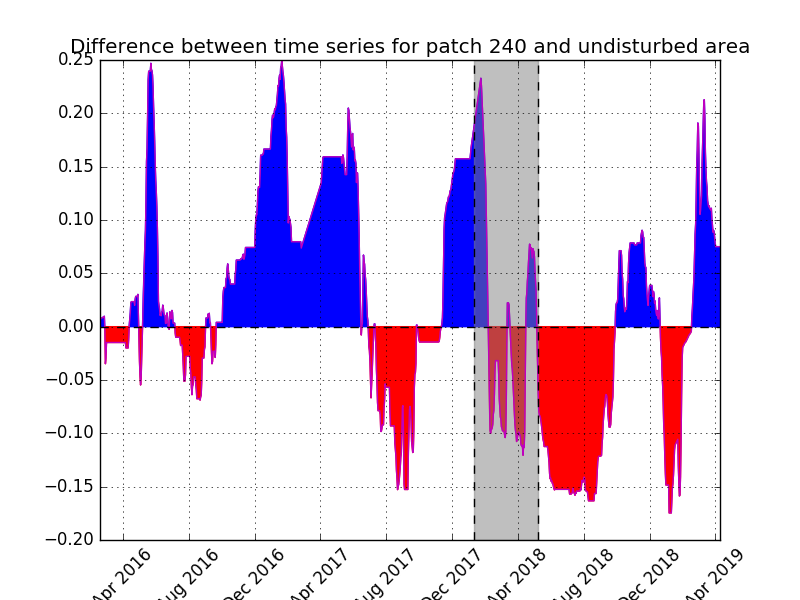 Difference between time series for patch 240 and undisturbed area
0.25
0.20
0.15
0.10
0.05
0.00
−0.05
−0.10
−0.15
−0.20
Apr 2016
Aug 2016
Dec 2016
Apr 2017
Aug 2017
Dec 2017
Apr 2018
Aug 2018
Dec 2018
Apr 2019